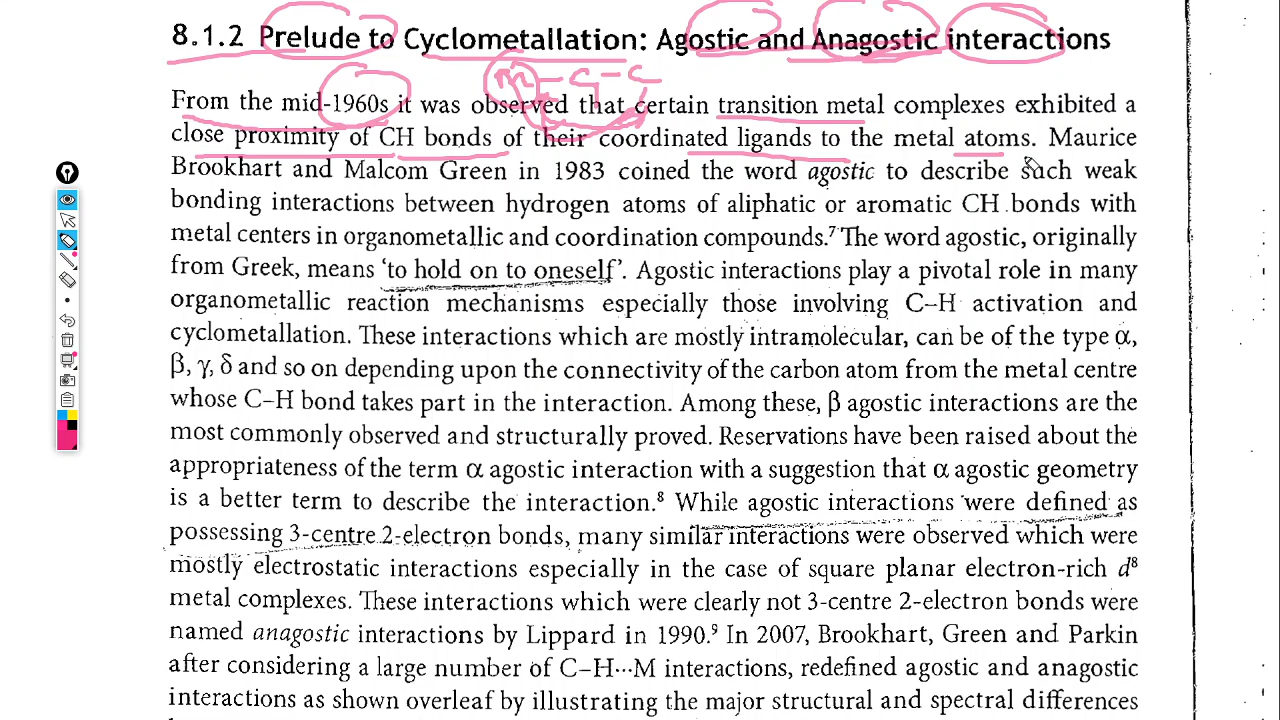 8.1.2 Prelude to Cyclometallation: Agostic and Anagostic interactions
M-C-C
From the mid-1960s it was observed that certain transition metal complexes exhibited a
close proximity of CH bonds of their coordinated ligands to the metal atoms. Maurice
Brookhart and Malcom Green in 1983 coined the word agostic to describe such weak
bonding interactions between hydrogen atoms of aliphatic or aromatic CH bonds with
metal centers in organometallic and coordination compounds.⁷ The word agostic, originally
from Greek, means ‘to hold on to oneself’. Agostic interactions play a pivotal role in many
organometallic reaction mechanisms especially those involving C–H activation and
cyclometallation. These interactions which are mostly intramolecular, can be of the type α,
β, γ, δ and so on depending upon the connectivity of the carbon atom from the metal centre
whose C–H bond takes part in the interaction. Among these, β agostic interactions are the
most commonly observed and structurally proved. Reservations have been raised about the
appropriateness of the term α agostic interaction with a suggestion that α agostic geometry
is a better term to describe the interaction.⁸ While agostic interactions were defined as
possessing 3-centre 2-electron bonds, many similar interactions were observed which were
mostly electrostatic interactions especially in the case of square planar electron-rich d⁸
metal complexes. These interactions which were clearly not 3-centre 2-electron bonds were
named anagostic interactions by Lippard in 1990.⁹ In 2007, Brookhart, Green and Parkin
after considering a large number of C–H···M interactions, redefined agostic and anagostic
interactions as shown overleaf by illustrating the major structural and spectral differences